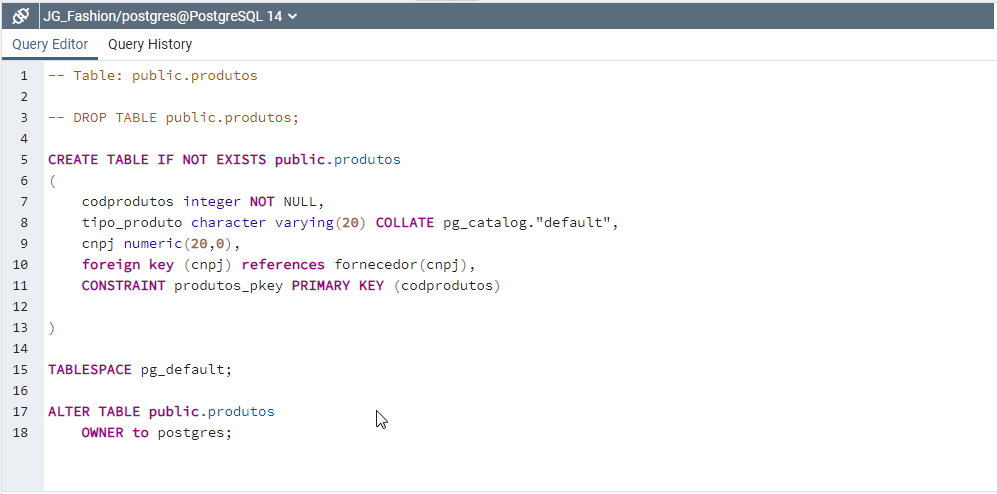 JG_Fashion/postgres@PostgreSQL 14
Query Editor Query History
1 -- Table: public.produtos
2
3 -- DROP TABLE public.produtos;
4
5 CREATE TABLE IF NOT EXISTS public.produtos
6 (
7 codprodutos integer NOT NULL,
8 tipo_produto character varying(20) COLLATE pg_catalog."default",
9 cnpj numeric(20,0),
10 foreign key (cnpj) references fornecedor(cnpj),
11 CONSTRAINT produtos_pkey PRIMARY KEY (codprodutos)
12
13 )
14
15 TABLESPACE pg_default;
16
17 ALTER TABLE public.produtos
18 OWNER to postgres;